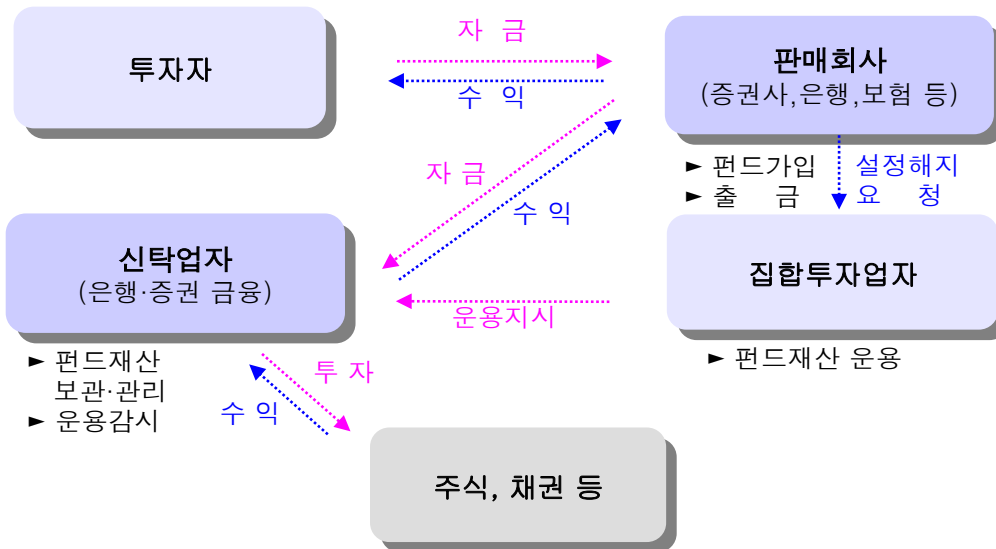 자 금
투자자
수 익
판매회사
(증권사,은행,보험 등)
► 펀드가입
► 출 금
설정해지
요 청
자 금
수 익
신탁업자
(은행·증권 금융)
집합투자업자
운용지시
► 펀드재산
보관·관리
► 운용감시
► 펀드재산 운용
투 자
수 익
주식, 채권 등